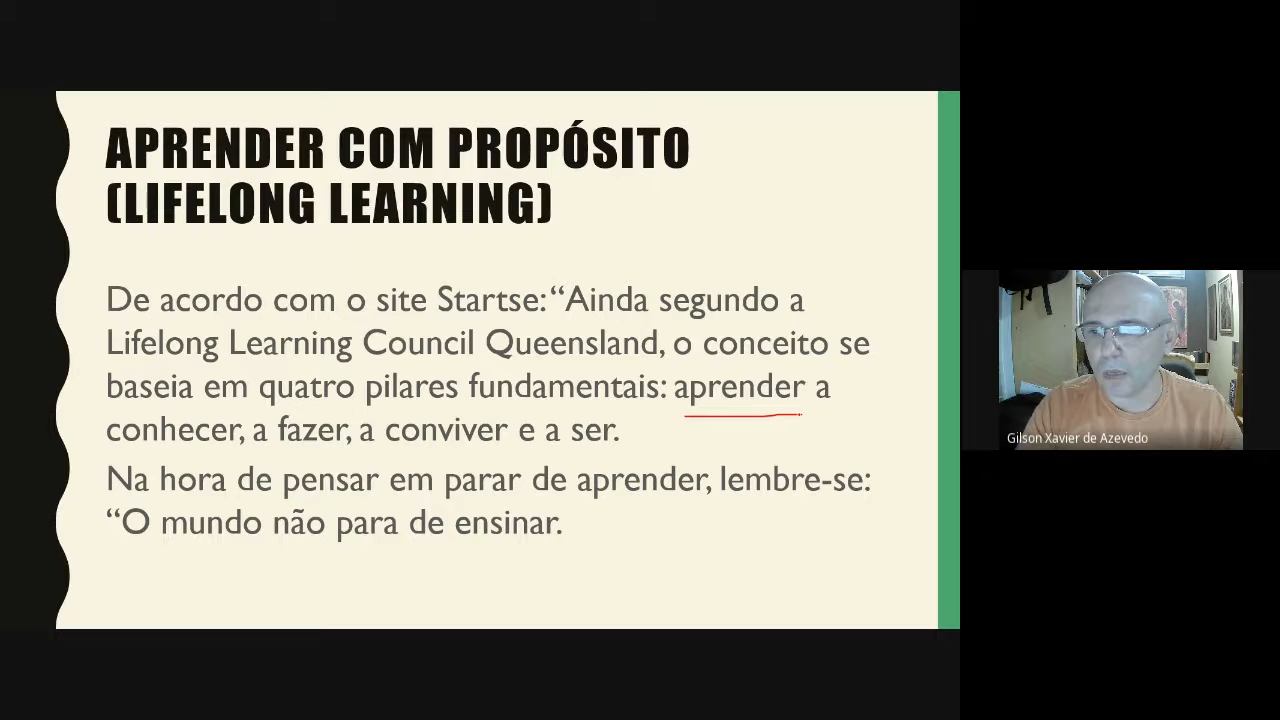 APRENDER COM PROPÓSITO
(LIFELONG LEARNING)
De acordo com o site Startse: “Ainda segundo a
Lifelong Learning Council Queensland, o conceito se
baseia em quatro pilares fundamentais: aprender a
conhecer, a fazer, a conviver e a ser.
Na hora de pensar em parar de aprender, lembre-se:
“O mundo não para de ensinar.
Gilson Xavier de Azevedo